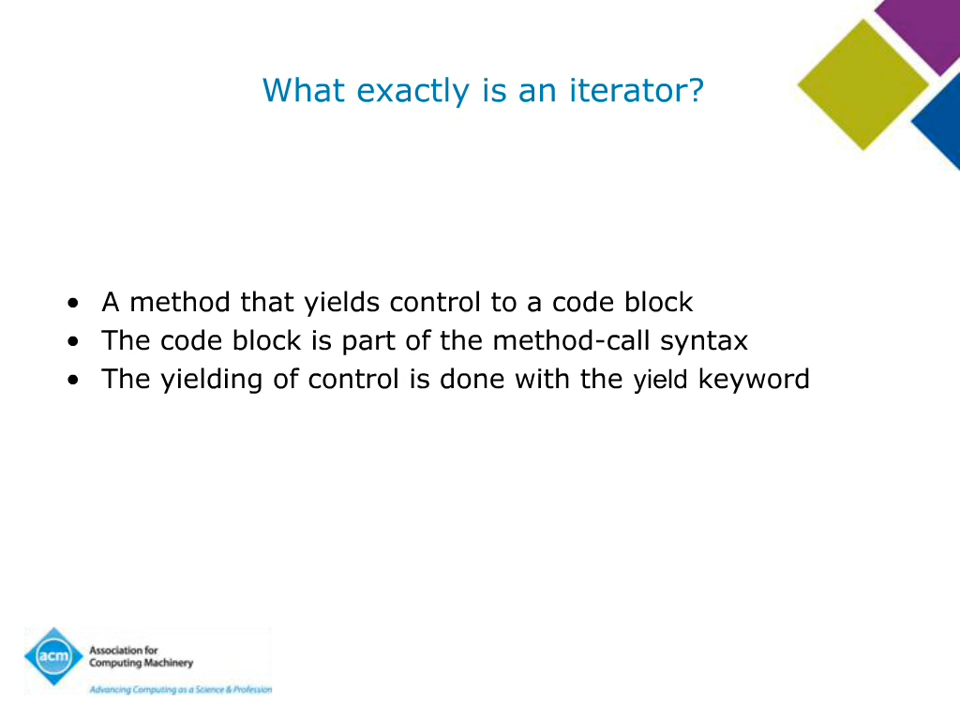 What exactly is an iterator?
• A method that yields control to a code block
• The code block is part of the method-call syntax
• The yielding of control is done with the yield keyword
acm
Association for
Computing Machinery
Advancing Computing as a Science & Profession